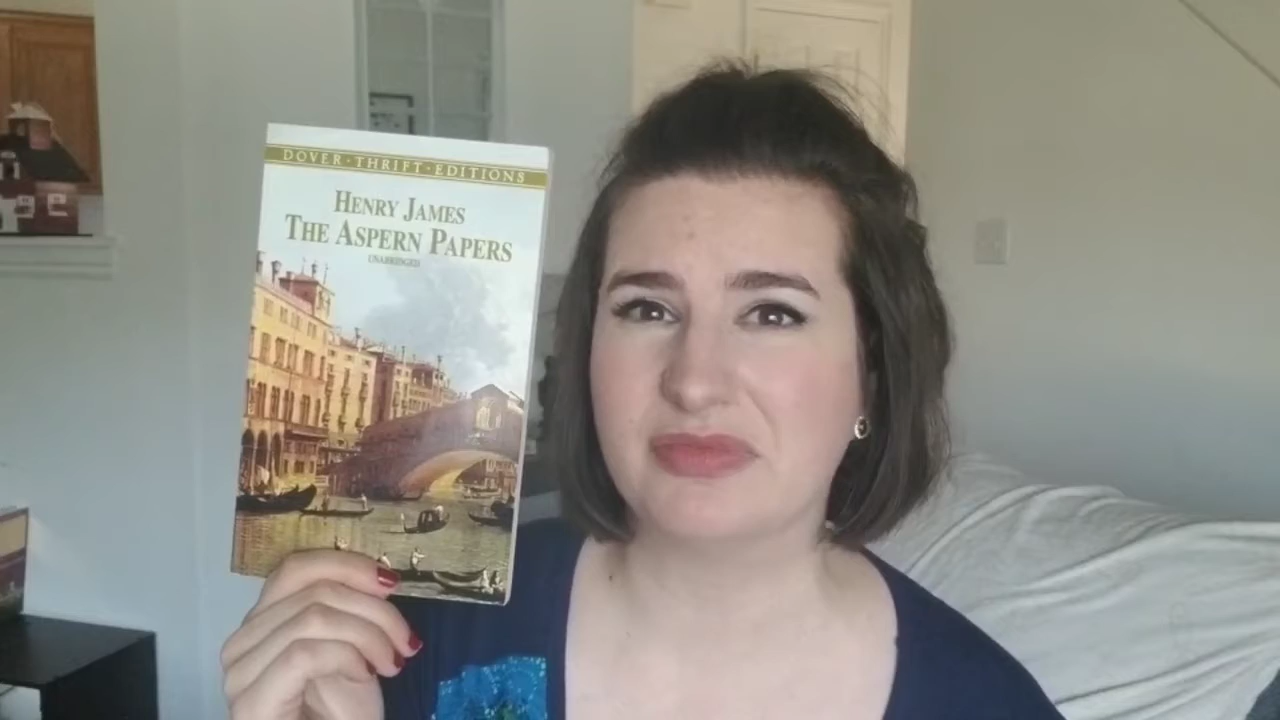 DOVER · THRIFT · EDITIONS
HENRY JAMES
THE ASPERN PAPERS
UNABRIDGED